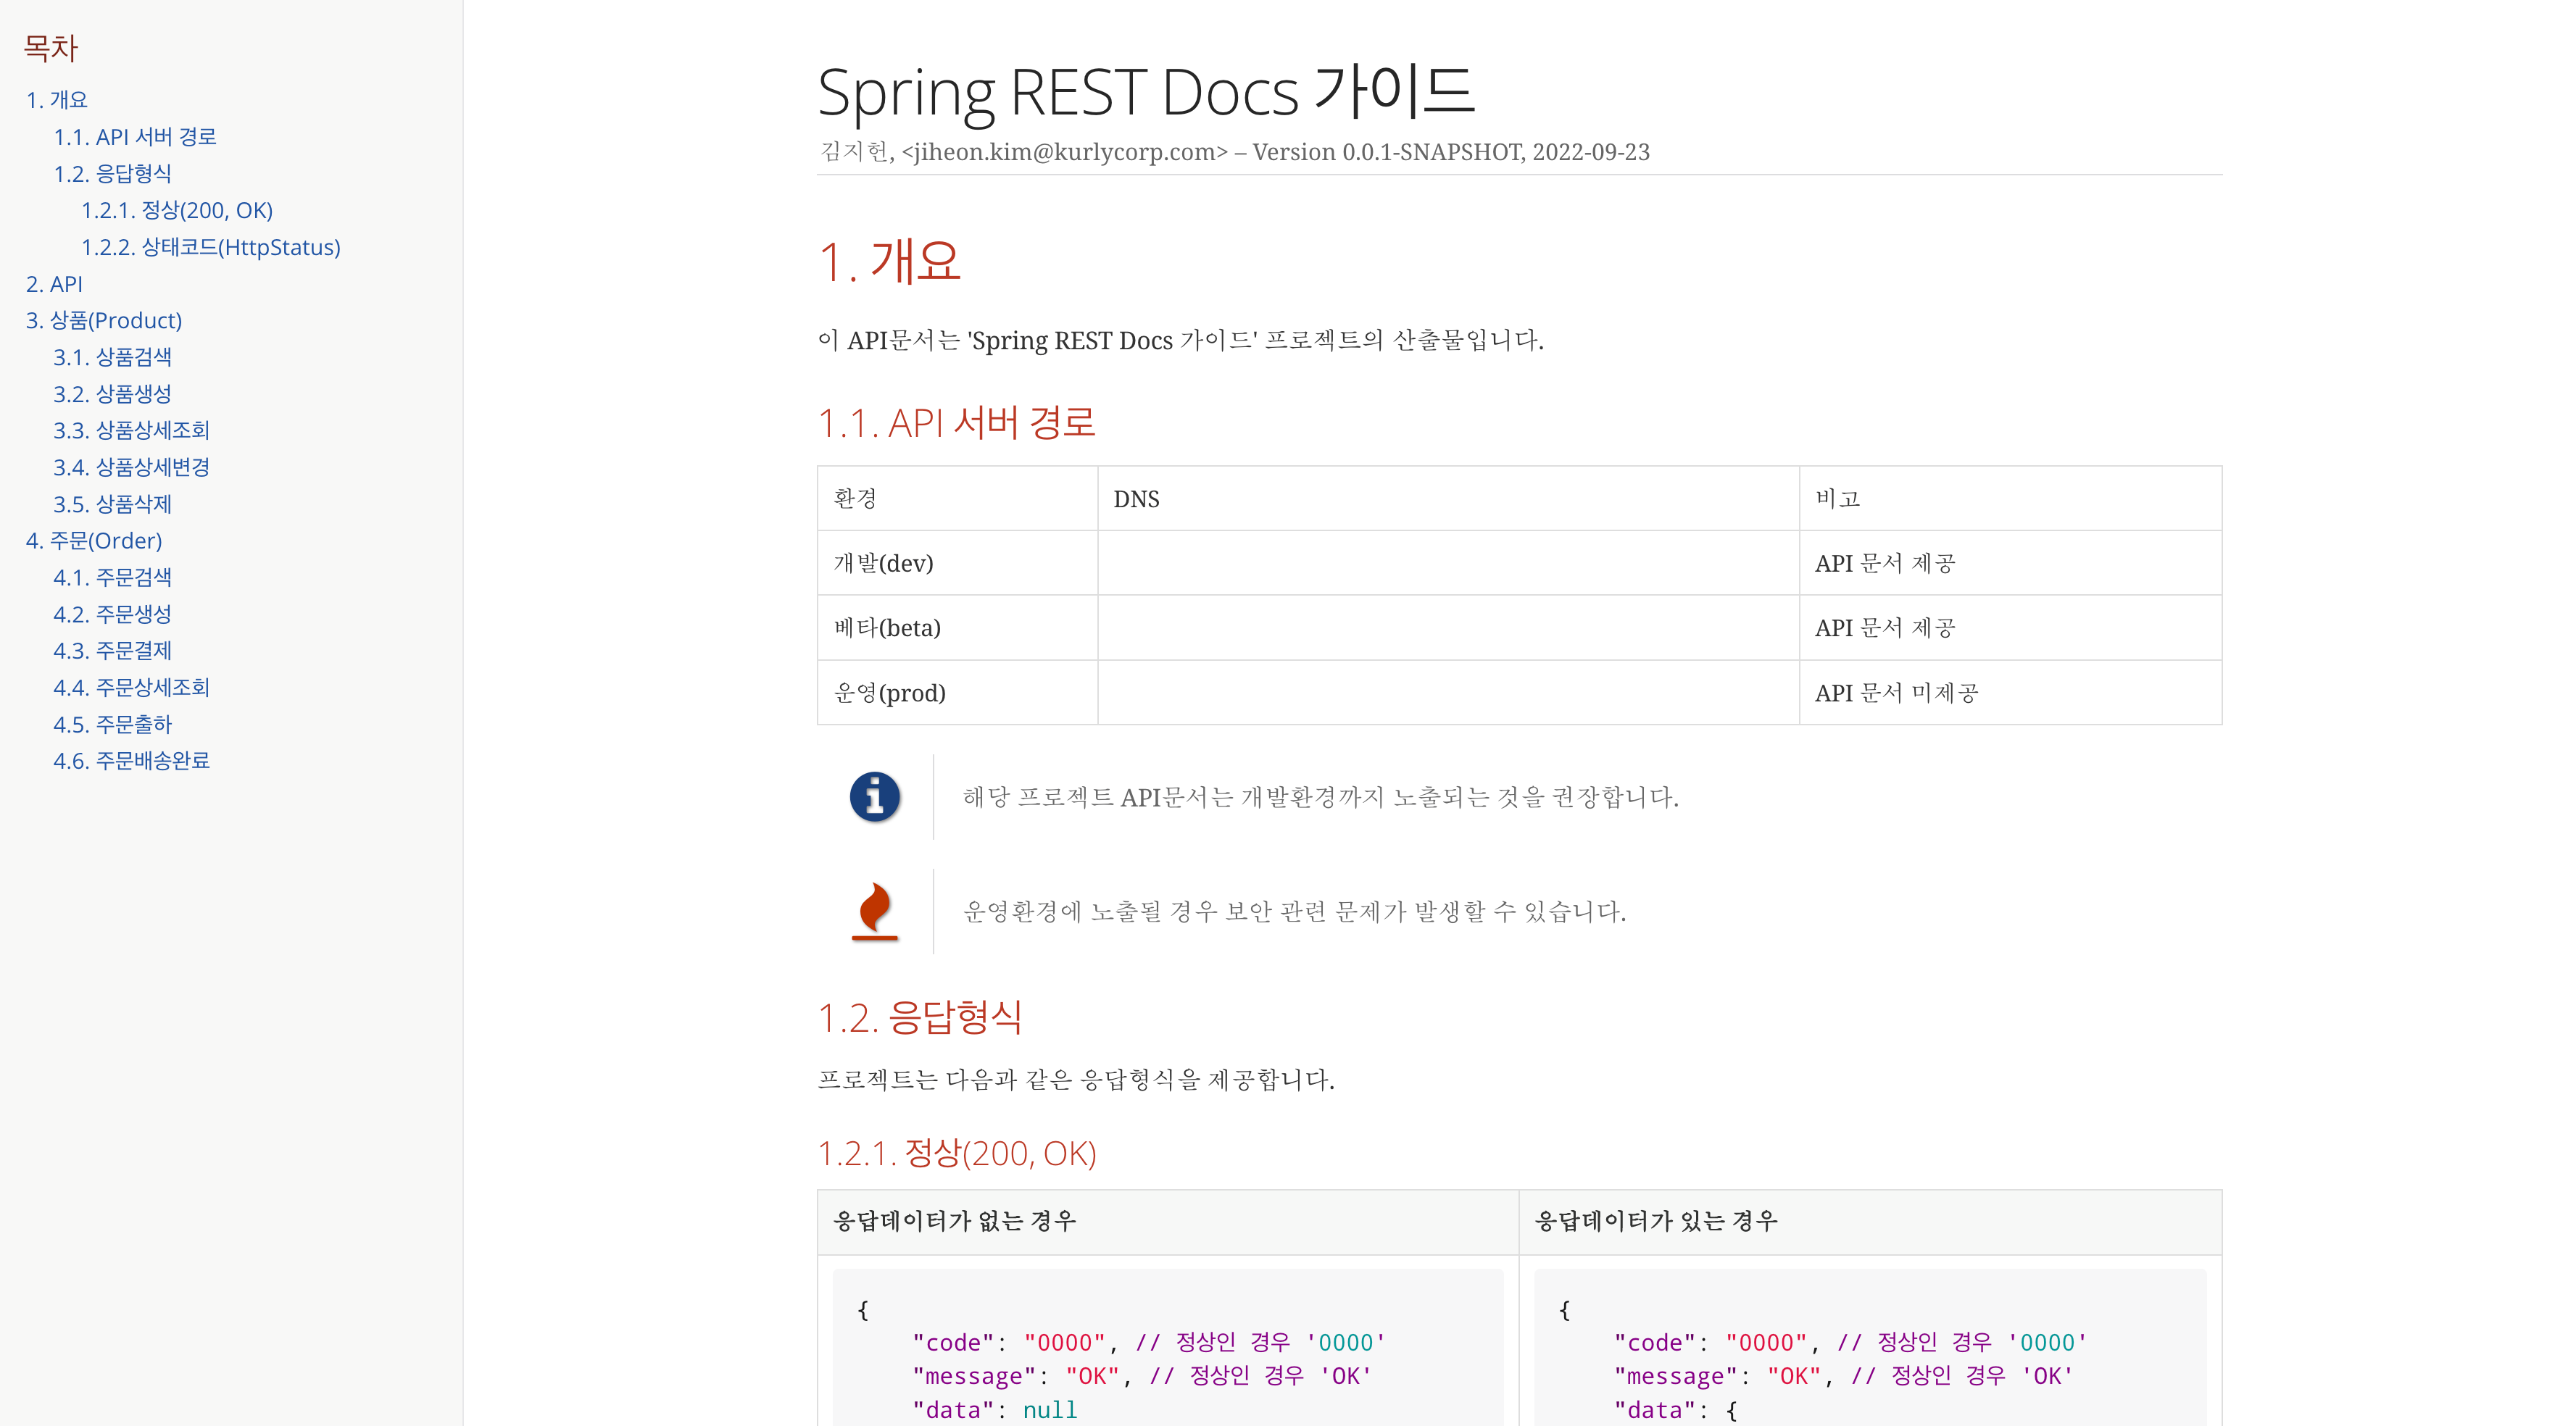 목차
1. 개요
1.1. API 서버 경로
1.2. 응답형식
1.2.1. 정상(200, OK)
1.2.2. 상태코드(HttpStatus)
2. API
3. 상품(Product)
3.1. 상품검색
3.2. 상품생성
3.3. 상품상세조회
3.4. 상품상세변경
3.5. 상품삭제
4. 주문(Order)
4.1. 주문검색
4.2. 주문생성
4.3. 주문결제
4.4. 주문상세조회
4.5. 주문출하
4.6. 주문배송완료
Spring REST Docs 가이드
김지헌, <jiheon.kim@kurlycorp.com> – Version 0.0.1-SNAPSHOT, 2022-09-23
1. 개요
이 API문서는 'Spring REST Docs 가이드' 프로젝트의 산출물입니다.
1.1. API 서버 경로
환경 DNS 비고
개발(dev) API 문서 제공
베타(beta) API 문서 제공
운영(prod) API 문서 미제공
해당 프로젝트 API문서는 개발환경까지 노출되는 것을 권장합니다.
운영환경에 노출될 경우 보안 관련 문제가 발생할 수 있습니다.
1.2. 응답형식
프로젝트는 다음과 같은 응답형식을 제공합니다.
1.2.1. 정상(200, OK)
응답데이터가 없는 경우 응답데이터가 있는 경우
{
"code": "0000", // 정상인 경우 '0000'
"message": "OK", // 정상인 경우 'OK'
"data": null
{
"code": "0000", // 정상인 경우 '0000'
"message": "OK", // 정상인 경우 'OK'
"data": {